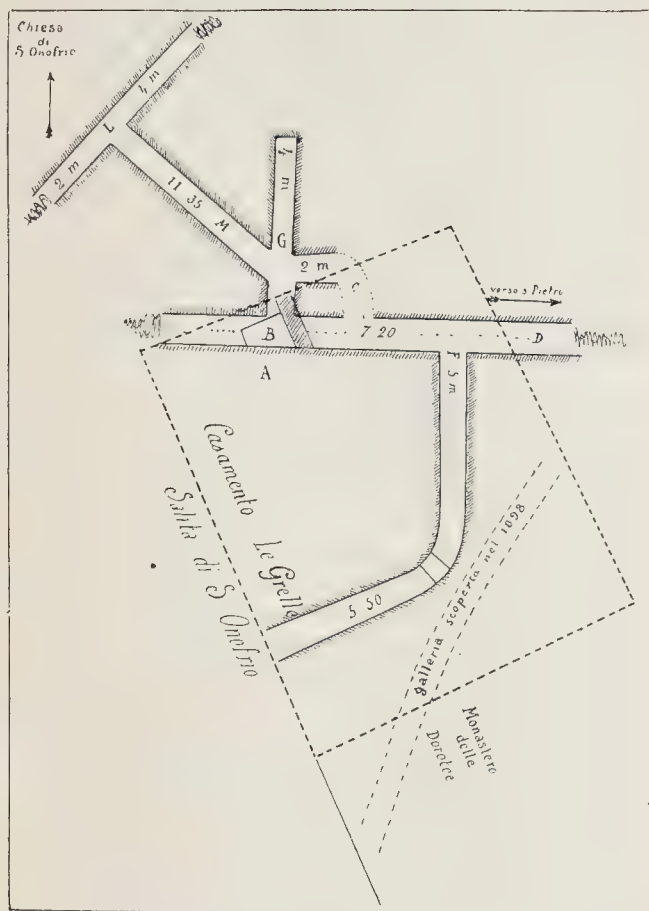 Chiesa
di
S Onofrio
4 m
L
2 m
11 35 M
4 m
G
2 m
C
verso s Pietro
B
7 20
D
A
F 5 m
Casamento Le Grelle
Salita di S Onofrio
5 50
galleria scoperta nel 1898
Monastero
delle
Dorotee